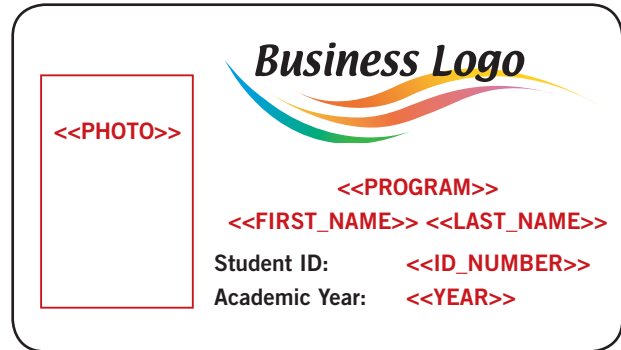 Business Logo
<<PHOTO>>
<<PROGRAM>>
<<FIRST_NAME>> <<LAST_NAME>>
Student ID: <<ID_NUMBER>>
Academic Year: <<YEAR>>